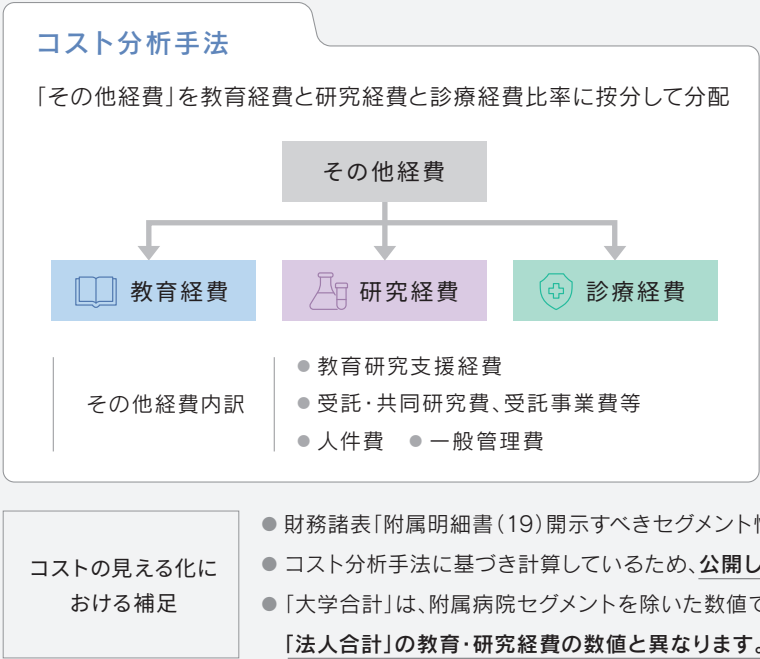 コスト分析手法
「その他経費」を教育経費と研究経費と診療経費比率に按分して分配
その他経費
教育経費
研究経費
診療経費
その他経費内訳
● 教育研究支援経費
● 受託・共同研究費、受託事業費等
● 人件費 ● 一般管理費
コストの見える化に
おける補足
● 財務諸表「附属明細書(19)開示すべきセグメント
● コスト分析手法に基づき計算しているため、公開し
● 「大学合計」は、附属病院セグメントを除いた数値で
「法人合計」の教育・研究経費の数値と異なります。